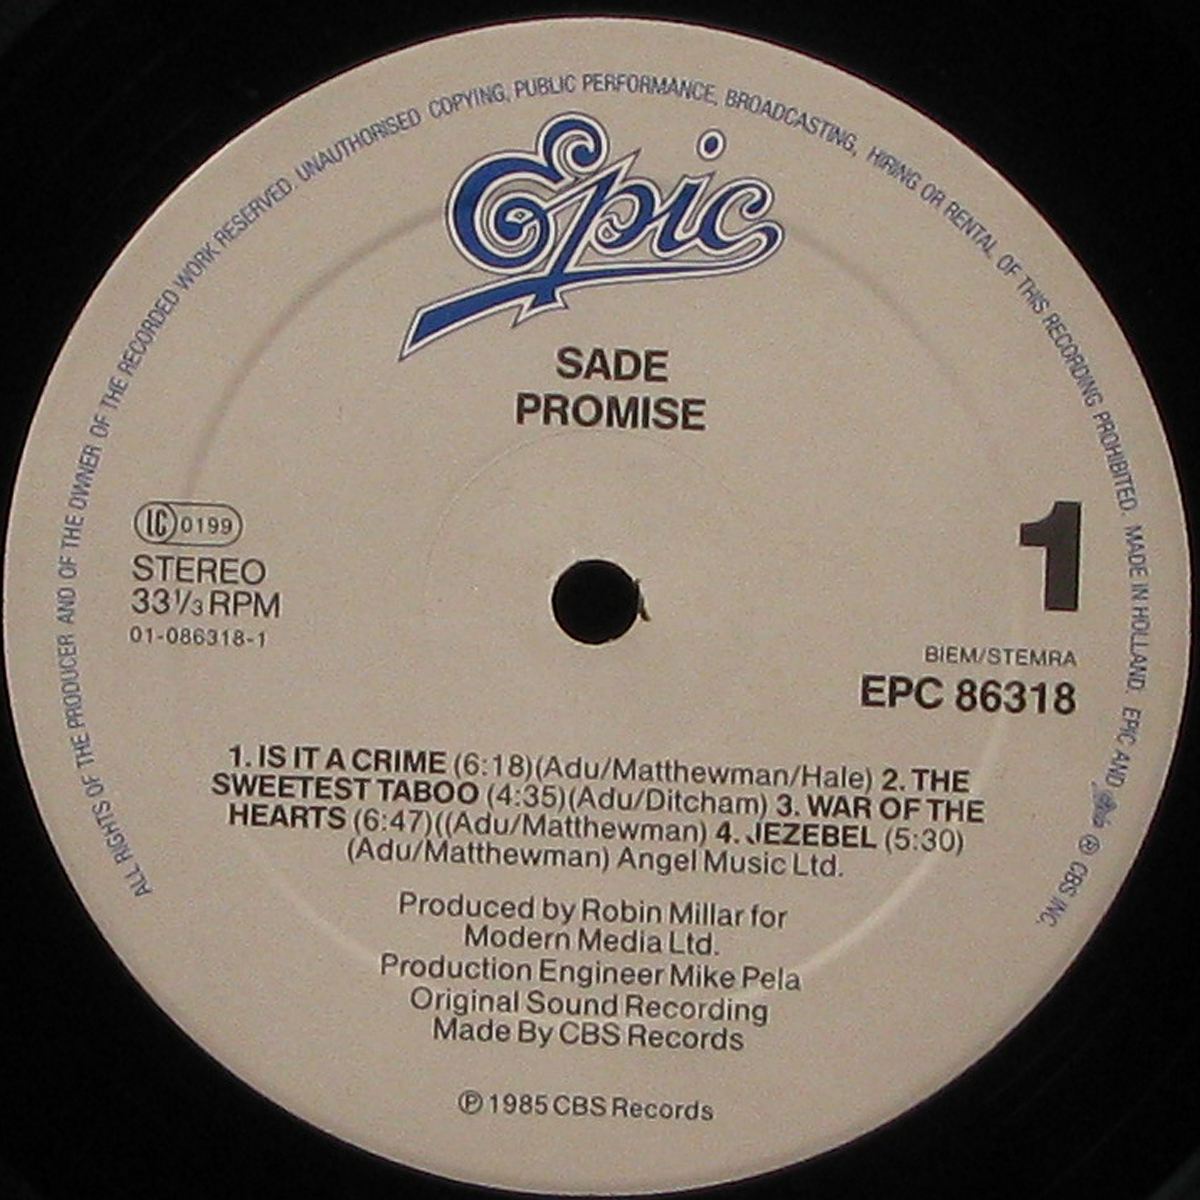 ALL RIGHTS OF THE PRODUCER AND OF THE OWNER OF THE RECORDED WORK RESERVED. UNAUTHORISED COPYING, PUBLIC PERFORMANCE, BROADCASTING, HIRING OR RENTAL OF THIS RECORDING PROHIBITED. MADE IN HOLLAND. EPIC AND Epic ® CBS INC.
Epic
SADE
PROMISE
LC 0199
STEREO
33 1/3 RPM
01-086318-1
1
BIEM/STEMRA
EPC 86318
1. IS IT A CRIME (6:18)(Adu/Matthewman/Hale) 2. THE
SWEETEST TABOO (4:35)(Adu/Ditcham) 3. WAR OF THE
HEARTS (6:47)((Adu/Matthewman) 4. JEZEBEL (5:30)
(Adu/Matthewman) Angel Music Ltd.
Produced by Robin Millar for
Modern Media Ltd.
Production Engineer Mike Pela
Original Sound Recording
Made By CBS Records
℗ 1985 CBS Records